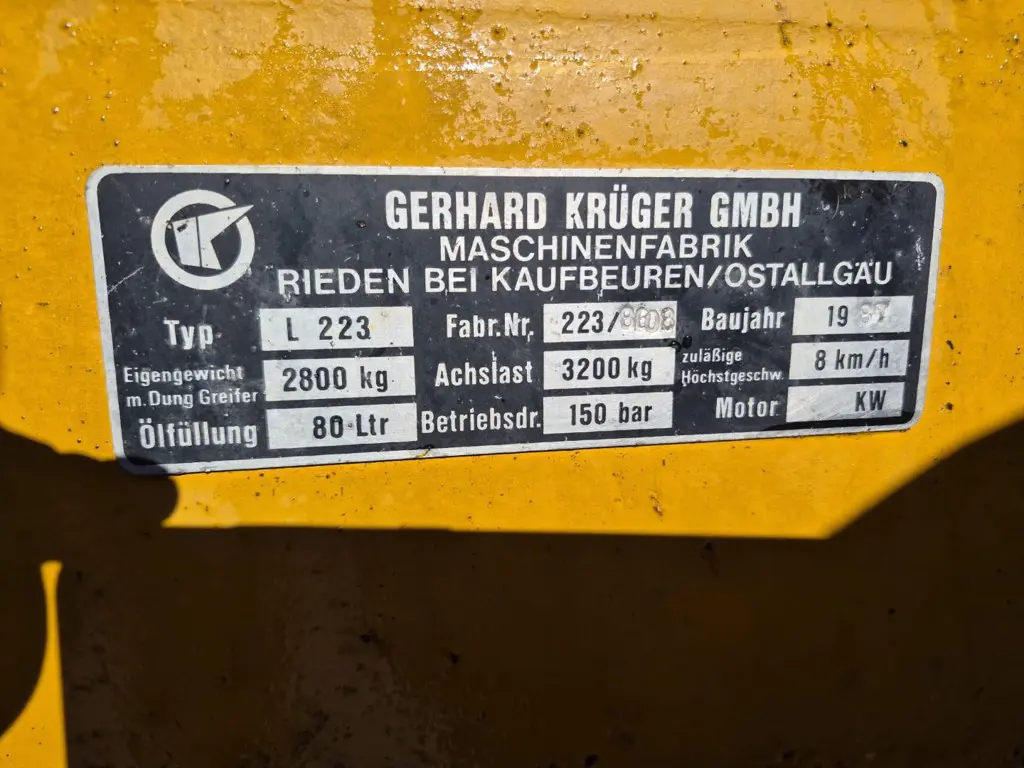 GERHARD KRÜGER GMBH
MASCHINENFABRIK
RIEDEN BEI KAUFBEUREN/OSTALLGÄU
Typ L 223 Fabr.Nr. 223/ Baujahr 19
Eigengewicht m. Dung Greifer 2800 kg Achslast 3200 kg zuläßige Höchstgeschw. 8 km/h
Ölfüllung 80 Ltr Betriebsdr. 150 bar Motor KW